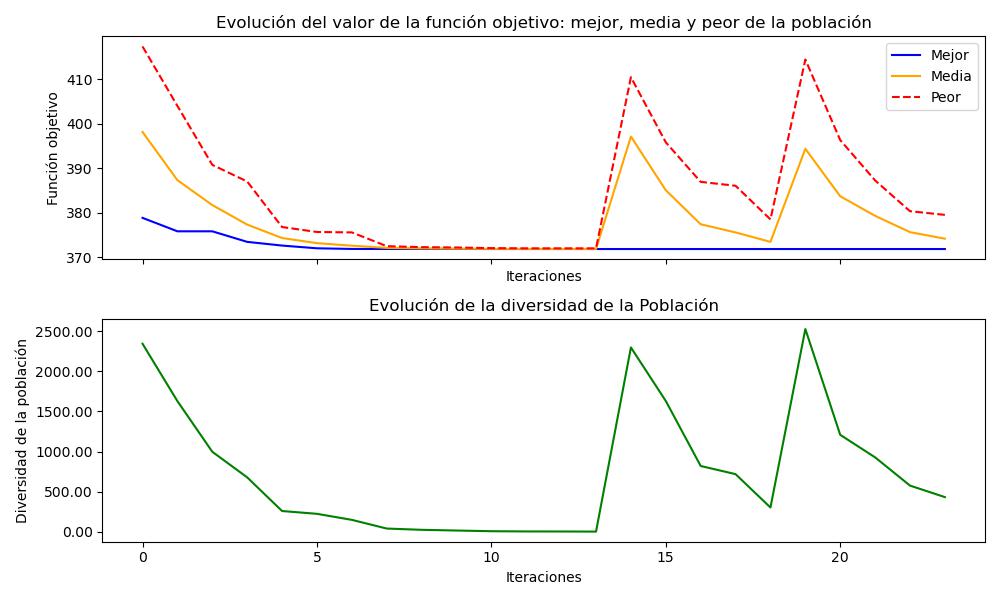 Evolución del valor de la función objetivo: mejor, media y peor de la población
Función objetivo
410
400
390
380
370
Mejor
Media
Peor
Iteraciones
Evolución de la diversidad de la Población
Diversidad de la población
2500.00
2000.00
1500.00
1000.00
500.00
0.00
0
5
10
15
20
Iteraciones